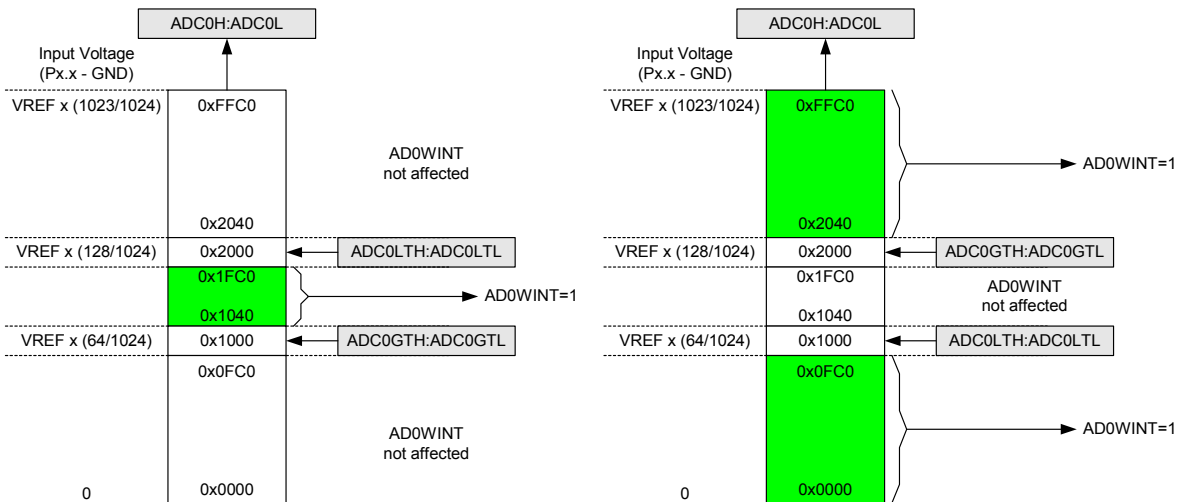 ADC0H:ADC0L
Input Voltage
(Px.x - GND)
VREF x (1023/1024)
0xFFC0
AD0WINT
not affected
0x2040
VREF x (128/1024)
0x2000
ADC0LTH:ADC0LTL
0x1FC0
AD0WINT=1
0x1040
VREF x (64/1024)
0x1000
ADC0GTH:ADC0GTL
0x0FC0
AD0WINT
not affected
0
0x0000
ADC0H:ADC0L
Input Voltage
(Px.x - GND)
VREF x (1023/1024)
0xFFC0
AD0WINT=1
0x2040
VREF x (128/1024)
0x2000
ADC0GTH:ADC0GTL
0x1FC0
AD0WINT
not affected
0x1040
VREF x (64/1024)
0x1000
ADC0LTH:ADC0LTL
0x0FC0
AD0WINT=1
0
0x0000